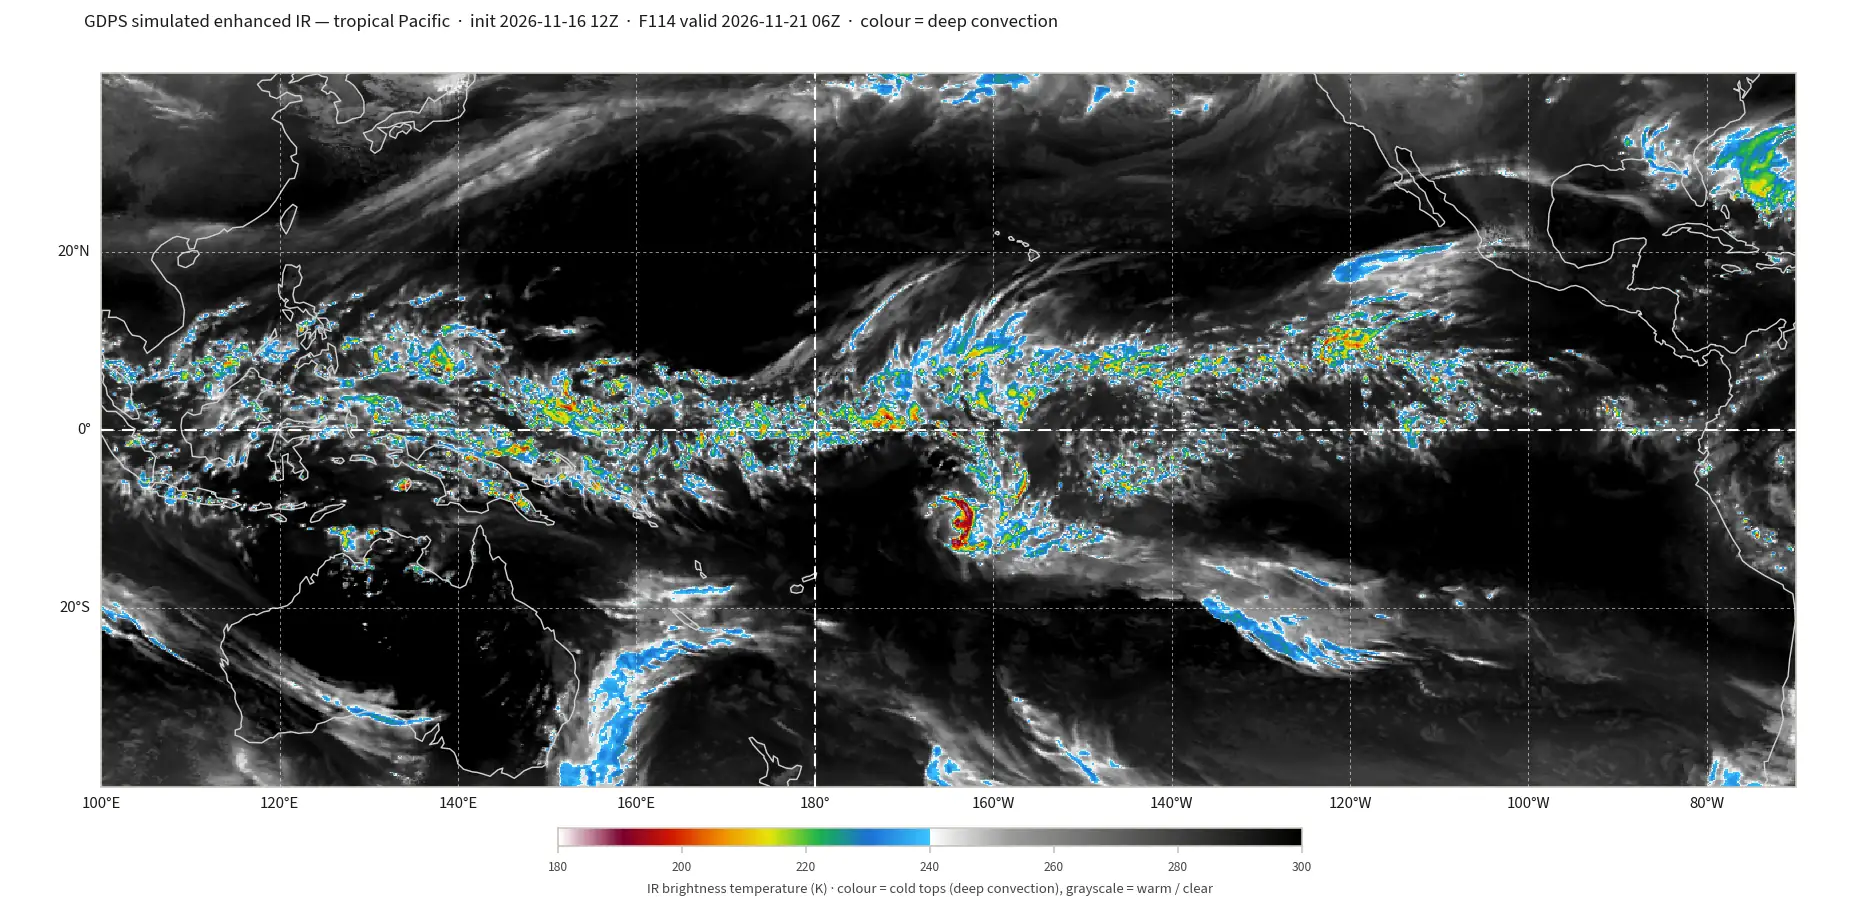 GDPS simulated enhanced IR — tropical Pacific · init 2026-11-16 12Z · F114 valid 2026-11-21 06Z · colour = deep convection
20°N
0°
20°S
100°E 120°E 140°E 160°E 180° 160°W 140°W 120°W 100°W 80°W
180 200 220 240 260 280 300
IR brightness temperature (K) · colour = cold tops (deep convection), grayscale = warm / clear